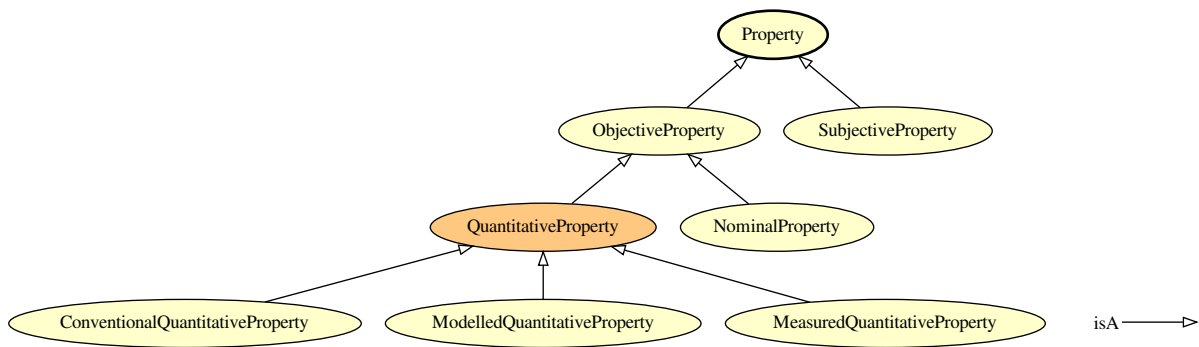 Property
ObjectiveProperty SubjectiveProperty
QuantitativeProperty NominalProperty
ConventionalQuantitativeProperty ModelledQuantitativeProperty MeasuredQuantitativeProperty isA